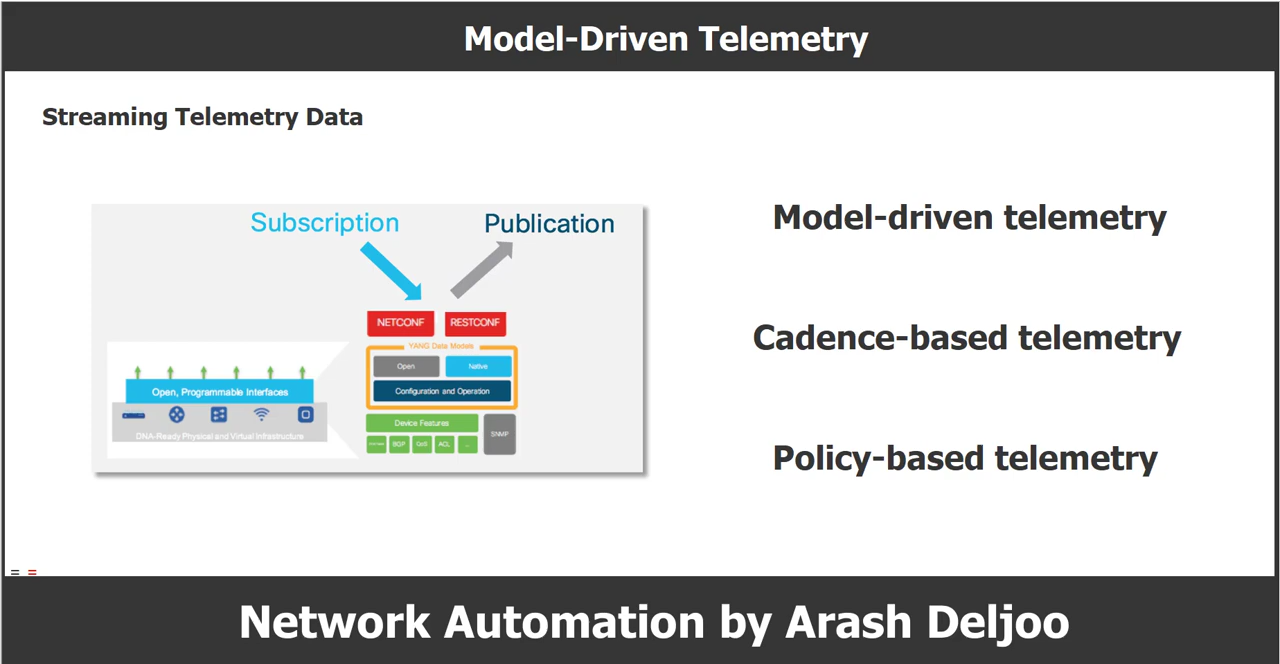 Model-Driven Telemetry
Streaming Telemetry Data
Subscription
Publication
NETCONF
RESTCONF
YANG Data Models
Open
Native
Configuration and Operation
Open, Programmable Interfaces
DNA-Ready Physical and Virtual Infrastructure
Device Features
SNMP
BGP
QoS
ACL
...
Model-driven telemetry
Cadence-based telemetry
Policy-based telemetry
Network Automation by Arash Deljoo